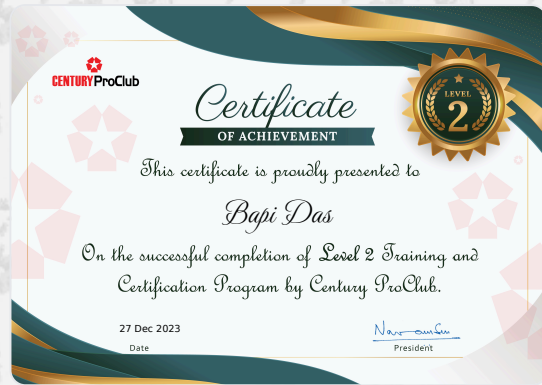 CENTURY ProClub
Certificate
OF ACHIEVEMENT
LEVEL
2
This certificate is proudly presented to
Bapi Das
On the successful completion of Level 2 Training and
Certification Program by Century ProClub.
27 Dec 2023
Date
President